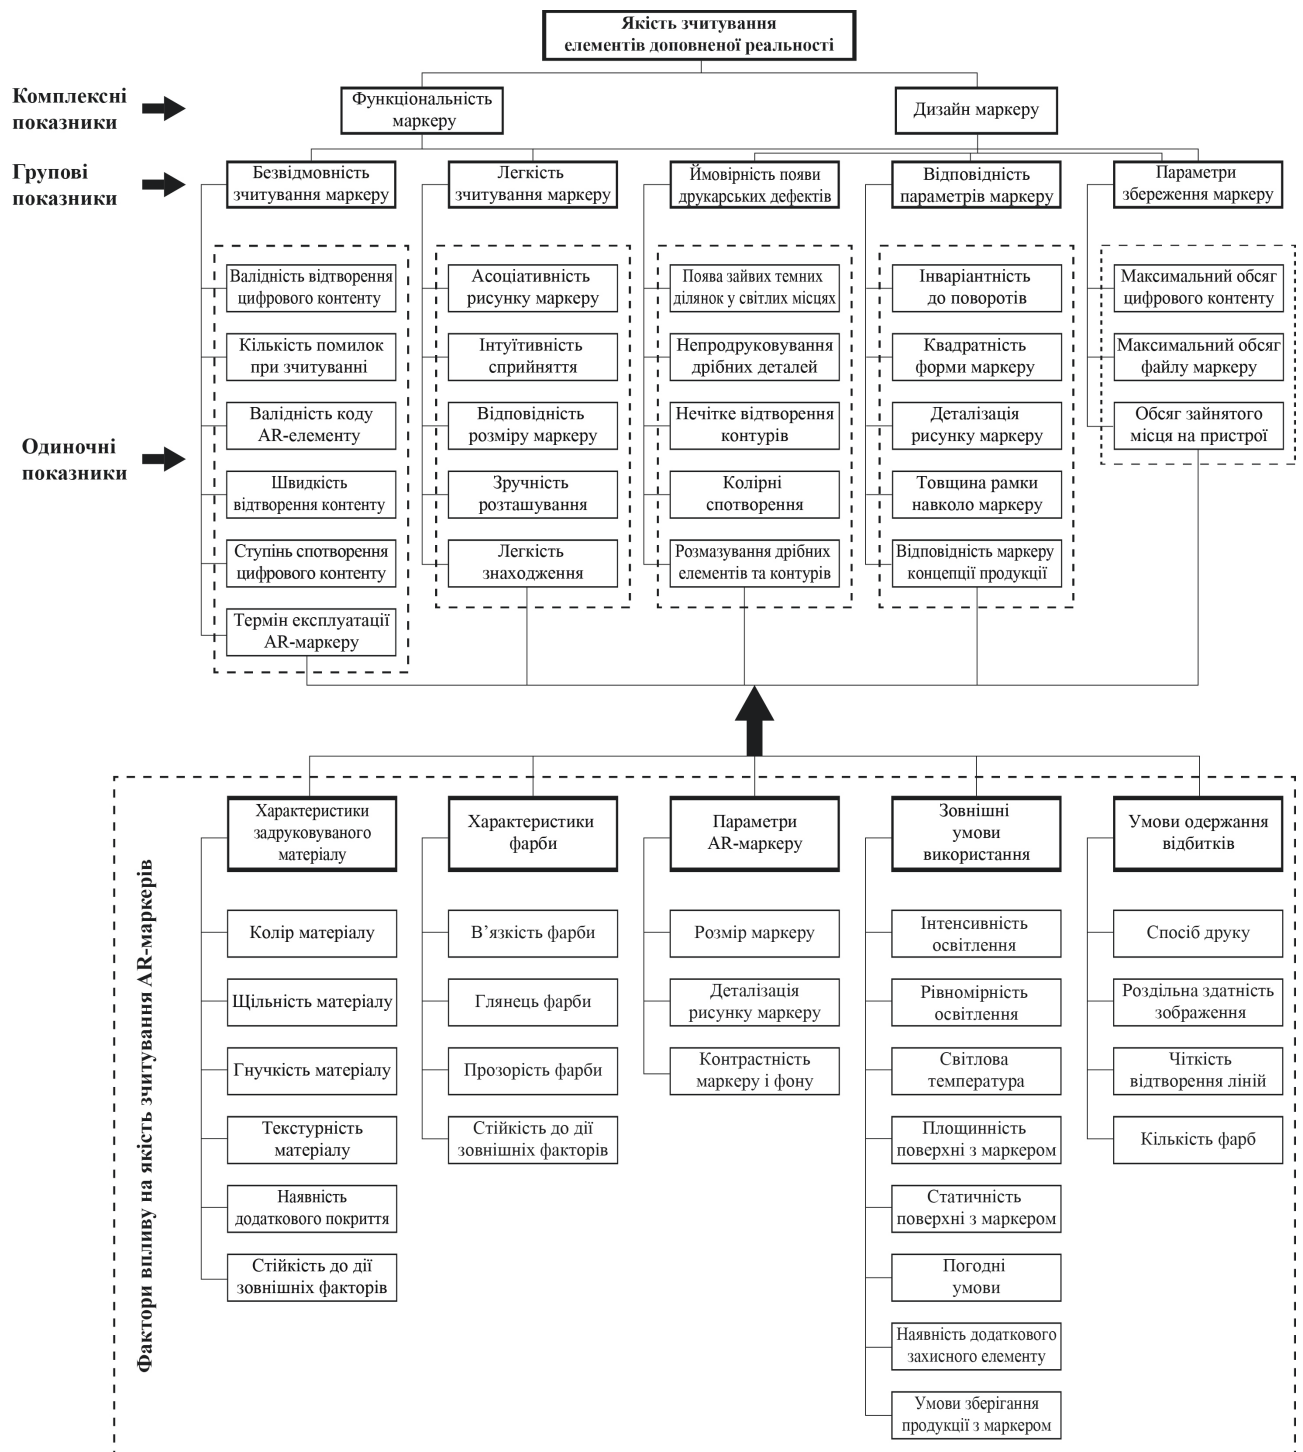 Якість зчитування
елементів доповненої реальності
Комплексні
показники
Функціональність
маркеру
Дизайн маркеру
Групові
показники
Безвідмовність
зчитування маркеру
Легкість
зчитування маркеру
Ймовірність появи
друкарських дефектів
Відповідність
параметрів маркеру
Параметри
збереження маркеру
Одиночні
показники
Валідність відтворення
цифрового контенту
Кількість помилок
при зчитуванні
Валідність коду
AR-елементу
Швидкість
відтворення контенту
Ступінь спотворення
цифрового контенту
Термін експлуатації
AR-маркеру
Асоціативність
рисунку маркеру
Інтуїтивність
сприйняття
Відповідність
розміру маркеру
Зручність
розташування
Легкість
знаходження
Поява зайвих темних
ділянок у світлих місцях
Непродруковування
дрібних деталей
Нечітке відтворення
контурів
Колірні
спотворення
Розмазування дрібних
елементів та контурів
Інваріантність
до поворотів
Квадратність
форми маркеру
Деталізація
рисунку маркеру
Товщина рамки
навколо маркеру
Відповідність маркеру
концепції продукції
Максимальний обсяг
цифрового контенту
Максимальний обсяг
файлу маркеру
Обсяг зайнятого
місця на пристрої
Фактори впливу на якість зчитування AR-маркерів
Характеристики
задруковуваного
матеріалу
Колір матеріалу
Щільність матеріалу
Гнучкість матеріалу
Текстурність
матеріалу
Наявність
додаткового покриття
Стійкість до дії
зовнішніх факторів
Характеристики
фарби
В’язкість фарби
Глянець фарби
Прозорість фарби
Стійкість до дії
зовнішніх факторів
Параметри
AR-маркеру
Розмір маркеру
Деталізація
рисунку маркеру
Контрастність
маркеру і фону
Зовнішні
умови
використання
Інтенсивність
освітлення
Рівномірність
освітлення
Світлова
температура
Площинність
поверхні з маркером
Статичність
поверхні з маркером
Погодні
умови
Наявність додаткового
захисного елементу
Умови зберігання
продукції з маркером
Умови одержання
відбитків
Спосіб друку
Роздільна здатність
зображення
Чіткість
відтворення ліній
Кількість фарб